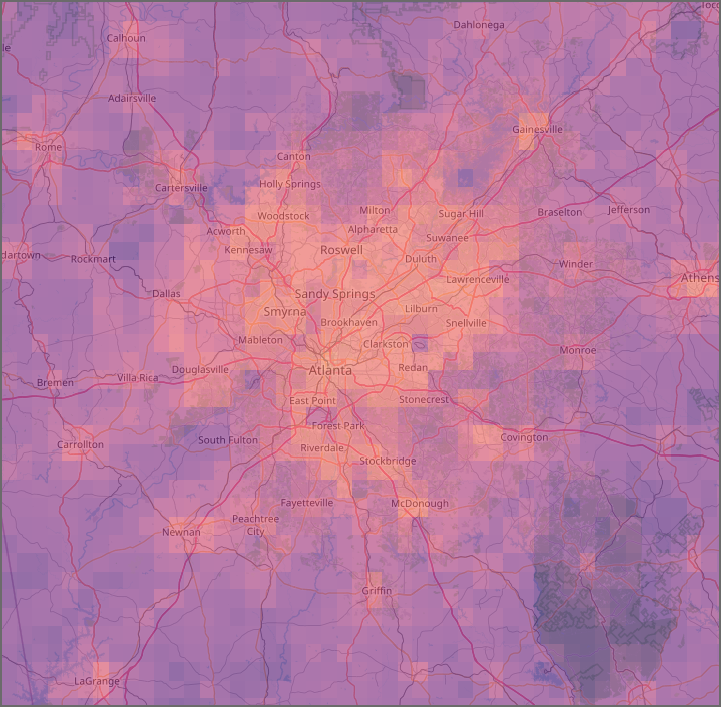 Toco
Dahlonega
Calhoun
le
Adairsville
Gainesville
Rome
Canton
Cartersville
Holly Springs
Woodstock
Milton
Sugar Hill
Braselton
Jefferson
Acworth
Alpharetta
Suwanee
Kennesaw
Roswell
dartown
Rockmart
Duluth
Winder
Athens
Lawrenceville
Dallas
Sandy Springs
Smyrna
Lilburn
Brookhaven
Snellville
Mableton
Clarkston
Monroe
Douglasville
Atlanta
Redan
Villa Rica
Bremen
East Point
Stonecrest
Forest Park
South Fulton
Covington
Carrollton
Riverdale
Stockbridge
Fayetteville
McDonough
Peachtree
City
Newnan
Griffin
LaGrange